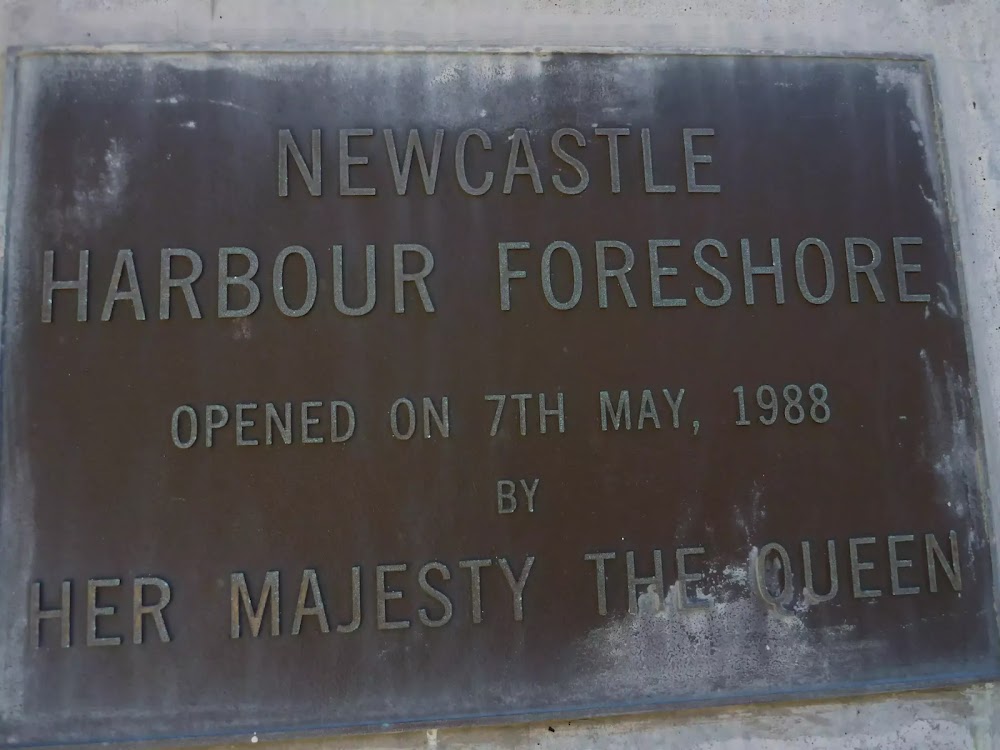 NEWCASTLE
HARBOUR FORESHORE
OPENED ON 7TH MAY, 1988
BY
HER MAJESTY THE QUEEN